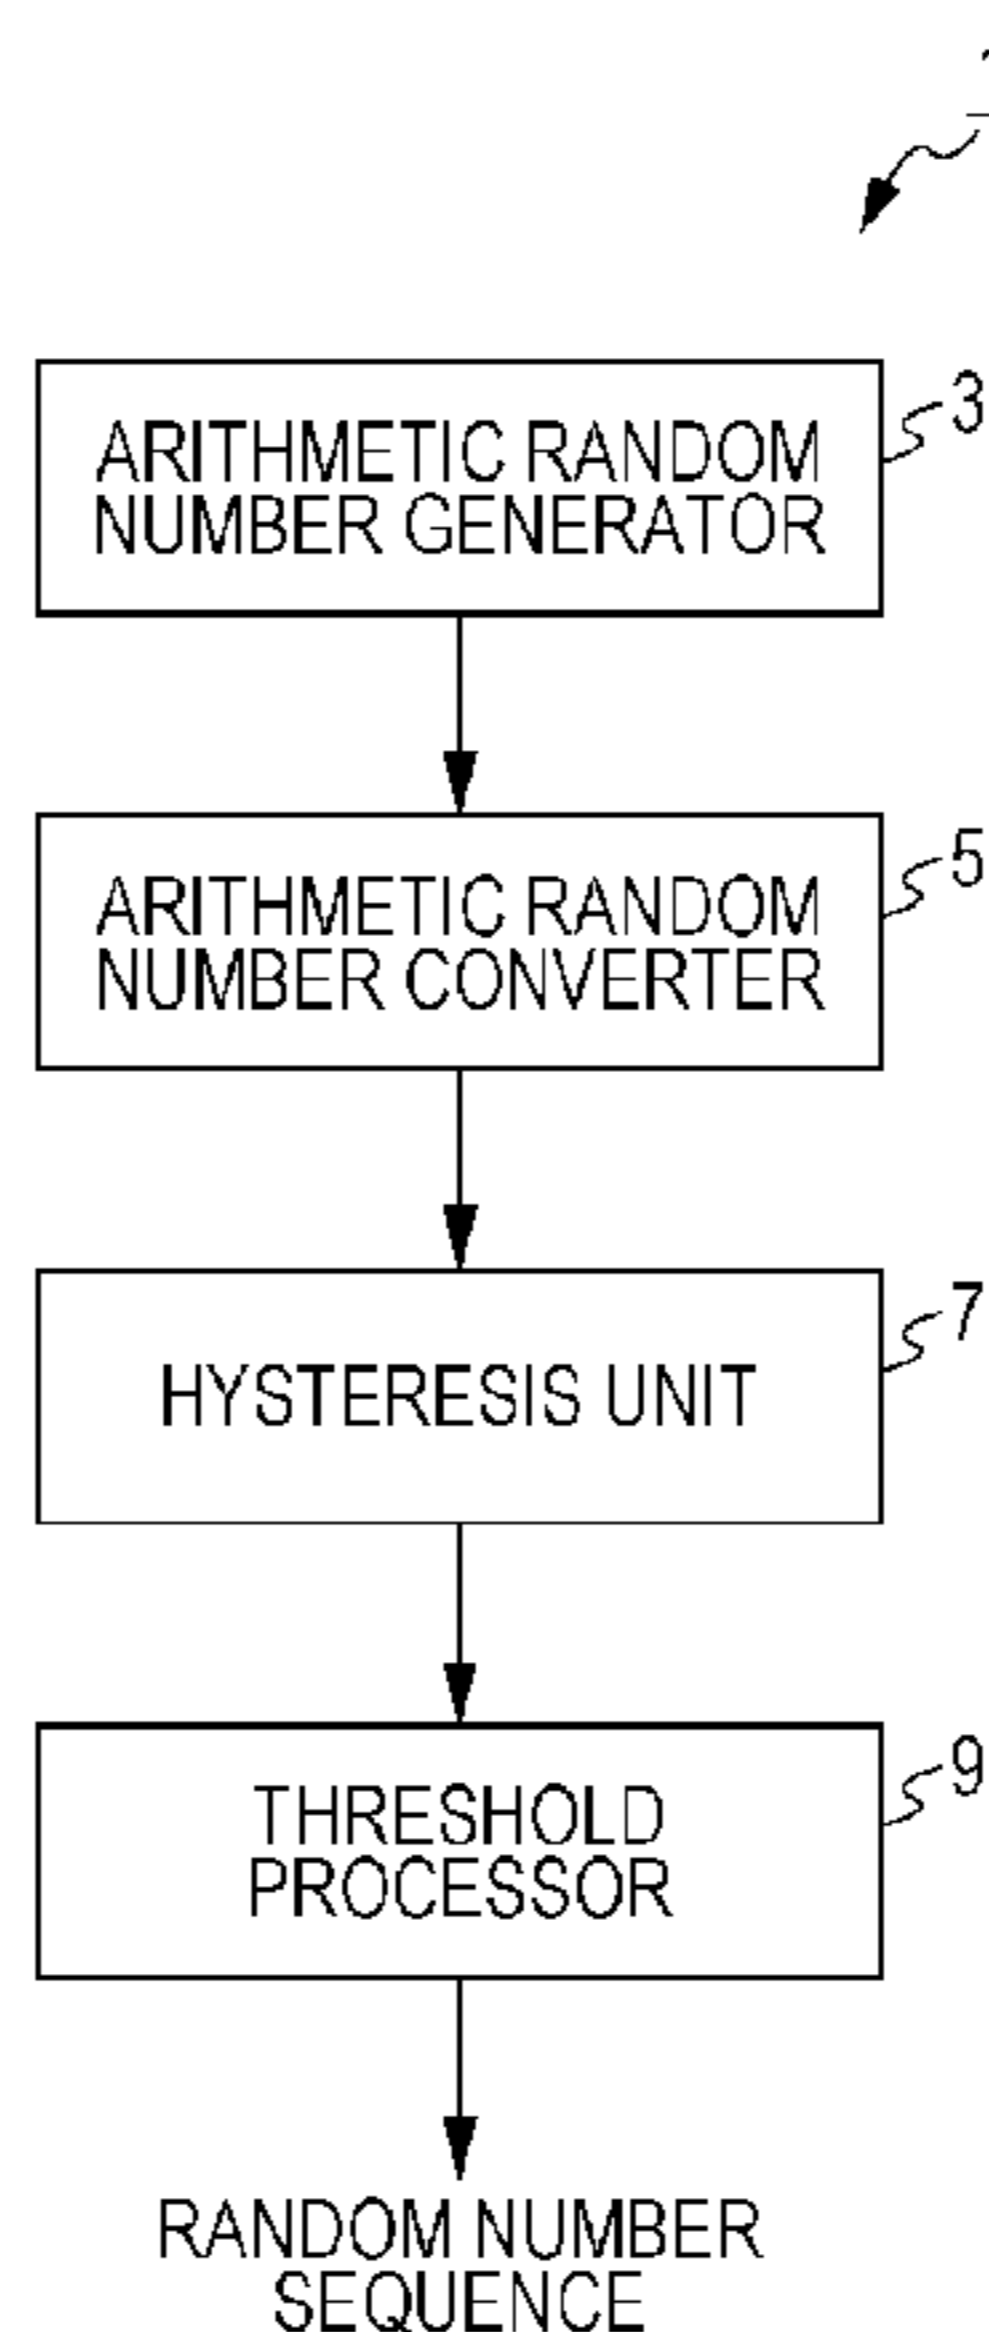 3
ARITHMETIC RANDOM
NUMBER GENERATOR
5
ARITHMETIC RANDOM
NUMBER CONVERTER
7
HYSTERESIS UNIT
9
THRESHOLD
PROCESSOR
RANDOM NUMBER
SEQUENCE